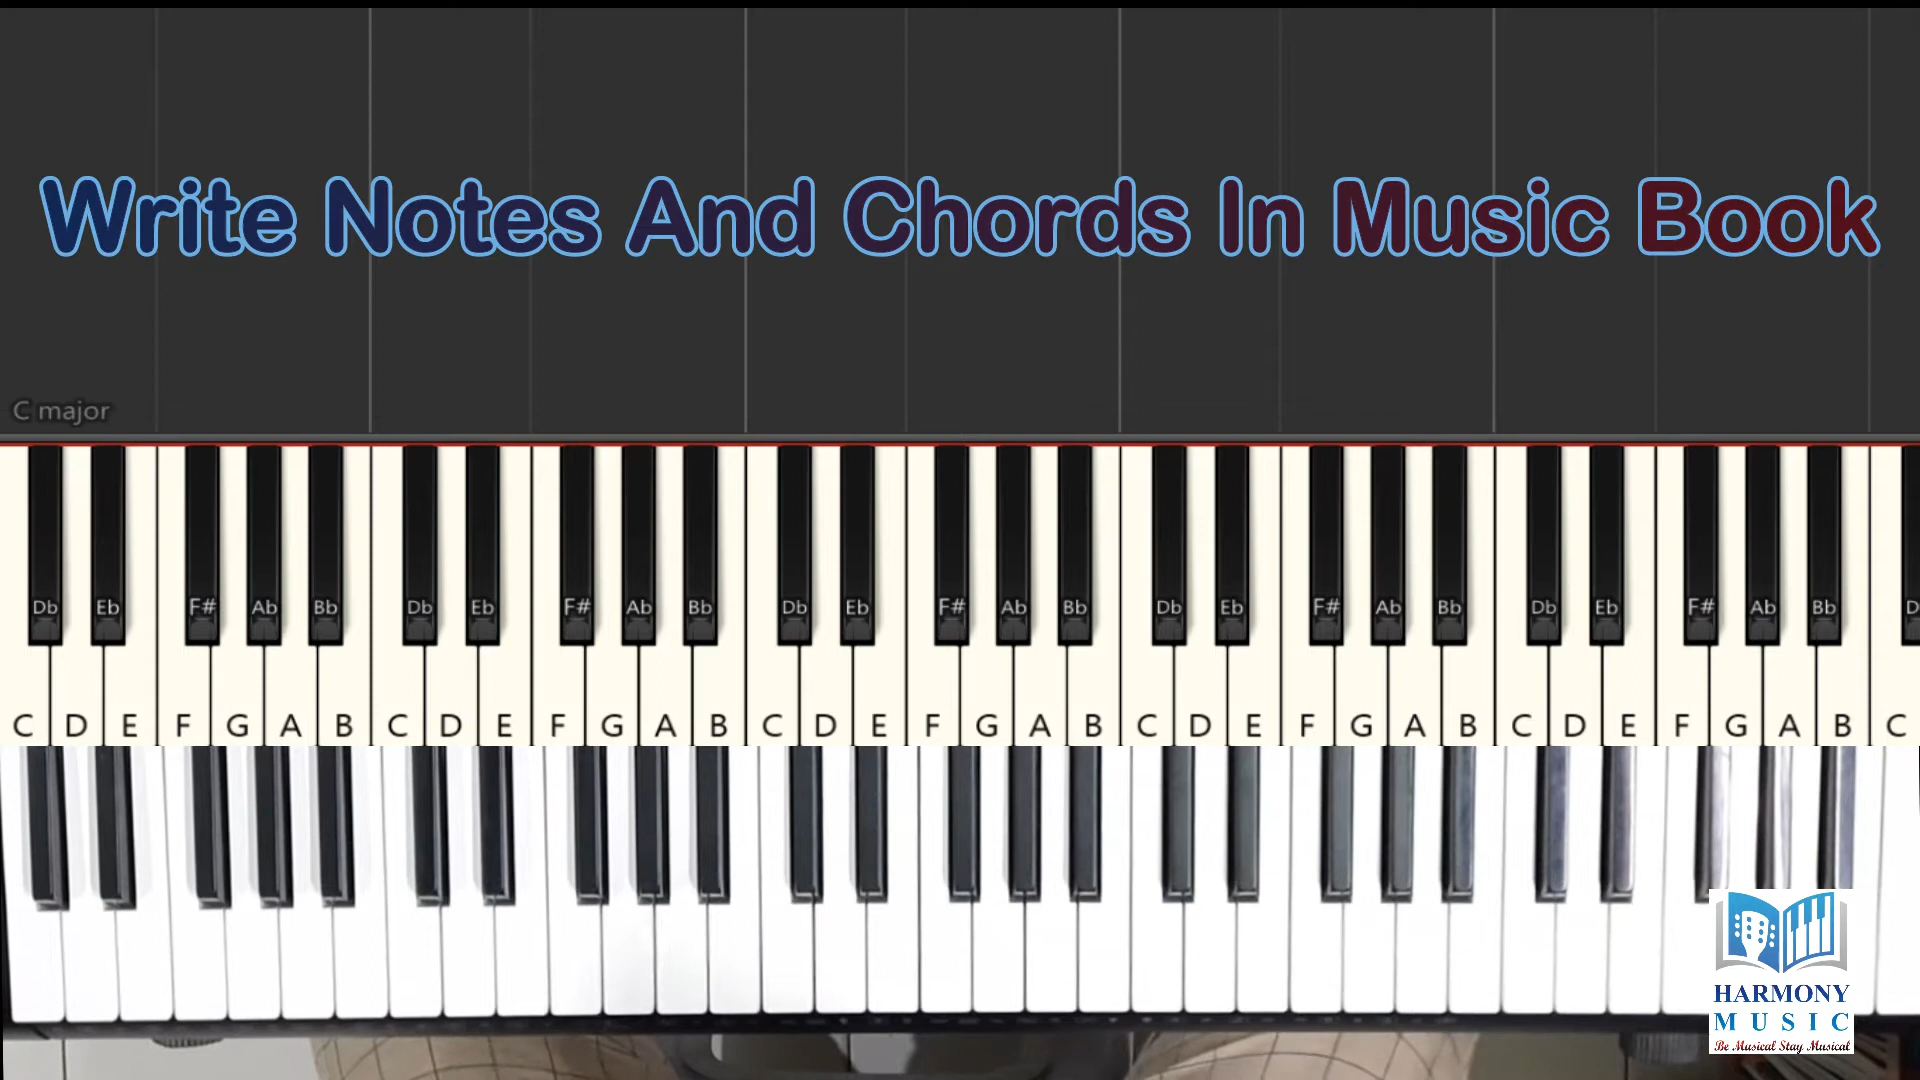 Write Notes And Chords In Music Book
C major
Db Eb F# Ab Bb Db Eb F# Ab Bb Db Eb F# Ab Bb Db Eb F# Ab Bb Db Eb F# Ab Bb D
C D E F G A B C D E F G A B C D E F G A B C D E F G A B C D E F G A B C
HARMONY
MUSIC
Be Musical Stay Musical